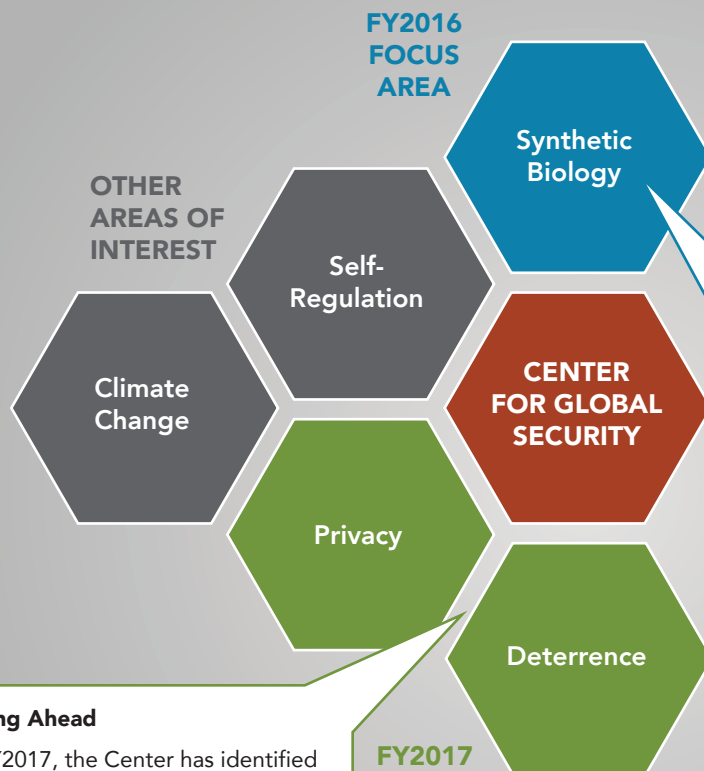 FY2016
FOCUS
AREA
Synthetic
Biology
OTHER
AREAS OF
INTEREST
Self-
Regulation
Climate
Change
CENTER
FOR GLOBAL
SECURITY
Privacy
Deterrence
Ahead
the Center has identified
FY2017